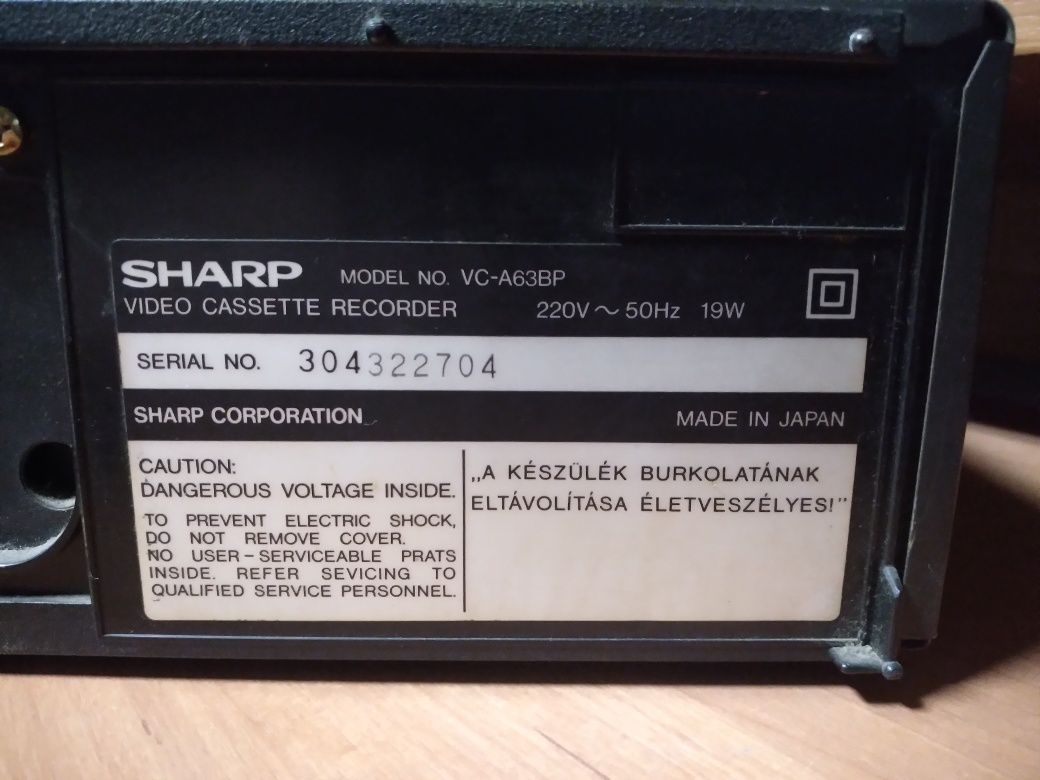 SHARP MODEL NO. VC-A63BP
VIDEO CASSETTE RECORDER 220V ~ 50Hz 19W
SERIAL NO. 304322704
SHARP CORPORATION MADE IN JAPAN
CAUTION:
DANGEROUS VOLTAGE INSIDE.
TO PREVENT ELECTRIC SHOCK,
DO NOT REMOVE COVER.
NO USER-SERVICEABLE PRATS
INSIDE. REFER SEVICING TO
QUALIFIED SERVICE PERSONNEL.
„A KÉSZÜLÉK BURKOLATÁNAK
ELTÁVOLÍTÁSA ÉLETVESZÉLYES!”